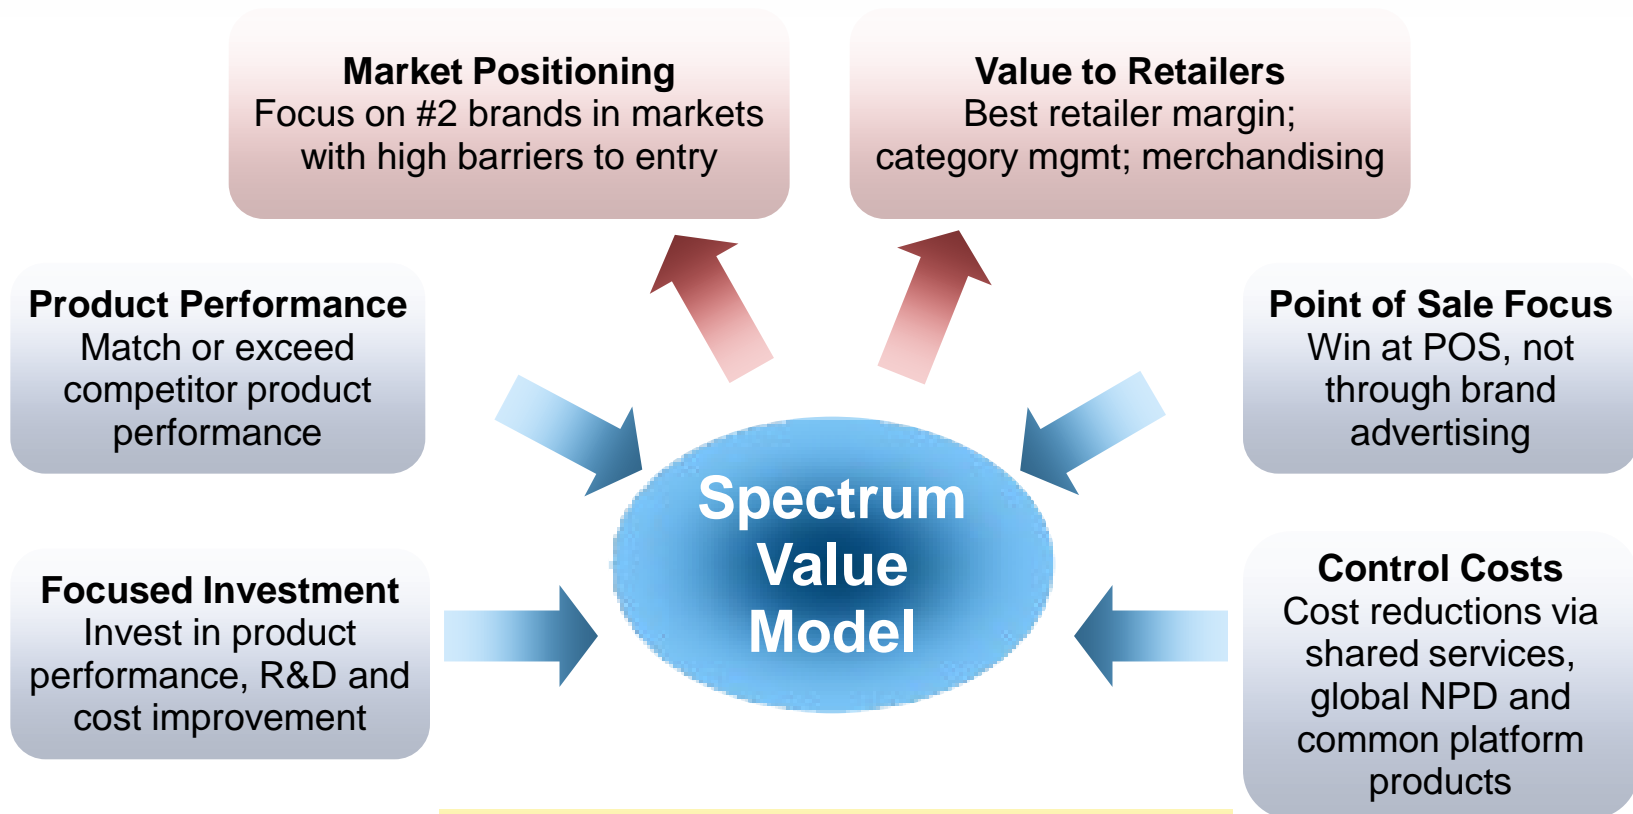 Market Positioning
Focus on #2 brands in markets
with high barriers to entry
Value to Retailers
Best retailer margin;
category mgmt; merchandising
Product Performance
Match or exceed
competitor product
performance
Point of Sale Focus
Win at POS, not
through brand
advertising
Spectrum
Value
Model
Focused Investment
Invest in product
performance, R&D and
cost improvement
Control Costs
Cost reductions via
shared services,
global NPD and
common platform
products